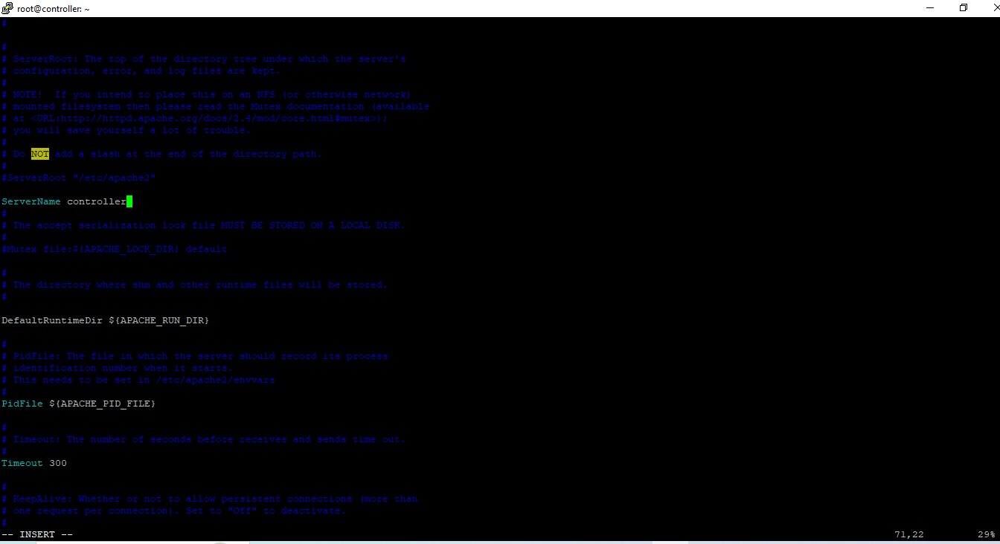 root@controller: ~
#
#
# ServerRoot: The top of the directory tree under which the server's
# configuration, error, and log files are kept.
#
# NOTE!  If you intend to place this on an NFS (or otherwise network)
# mounted filesystem then please read the Mutex documentation (available
# at <URL:http://httpd.apache.org/docs/2.4/mod/core.html#mutex>);
# you will save yourself a lot of trouble.
#
# Do NOT add a slash at the end of the directory path.
#
#ServerRoot "/etc/apache2"
ServerName controller
#
# The accept serialization lock file MUST BE STORED ON A LOCAL DISK.
#
#Mutex file:${APACHE_LOCK_DIR} default
#
# The directory where shm and other runtime files will be stored.
#
DefaultRuntimeDir ${APACHE_RUN_DIR}
#
# PidFile: The file in which the server should record its process
# identification number when it starts.
# This needs to be set in /etc/apache2/envvars
#
PidFile ${APACHE_PID_FILE}
#
# Timeout: The number of seconds before receives and sends time out.
#
Timeout 300
#
# KeepAlive: Whether or not to allow persistent connections (more than
# one request per connection). Set to "Off" to deactivate.
#
-- INSERT -- 71,22 29%